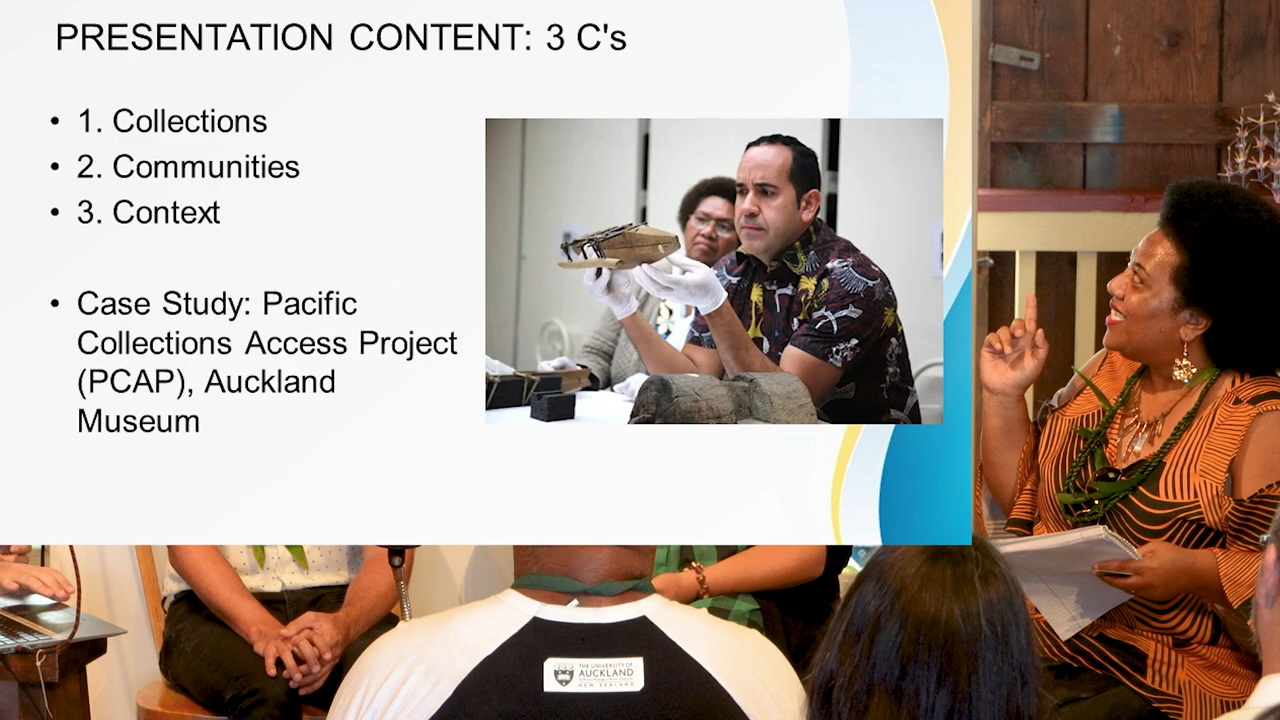 PRESENTATION CONTENT: 3 C's
• 1. Collections
• 2. Communities
• 3. Context
• Case Study: Pacific
Collections Access Project
(PCAP), Auckland
Museum
THE UNIVERSITY OF
AUCKLAND
NEW ZEALAND